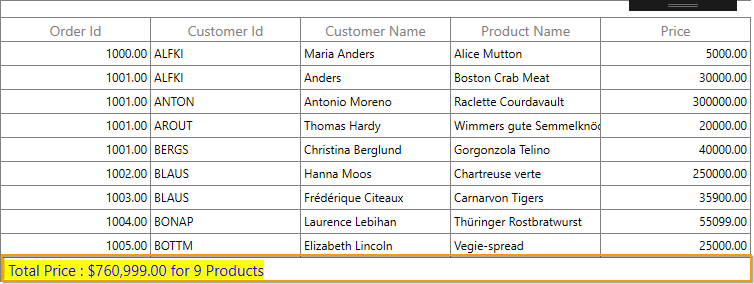 Order Id Customer Id Customer Name Product Name Price
1000.00 ALFKI Maria Anders Alice Mutton 5000.00
1001.00 ALFKI Anders Boston Crab Meat 30000.00
1001.00 ANTON Antonio Moreno Raclette Courdavault 300000.00
1001.00 AROUT Thomas Hardy Wimmers gute Semmelknöd 20000.00
1001.00 BERGS Christina Berglund Gorgonzola Telino 40000.00
1002.00 BLAUS Hanna Moos Chartreuse verte 250000.00
1003.00 BLAUS Frédérique Citeaux Carnarvon Tigers 35900.00
1004.00 BONAP Laurence Lebihan Thüringer Rostbratwurst 55099.00
1005.00 BOTTM Elizabeth Lincoln Vegie-spread 25000.00
Total Price : $760,999.00 for 9 Products